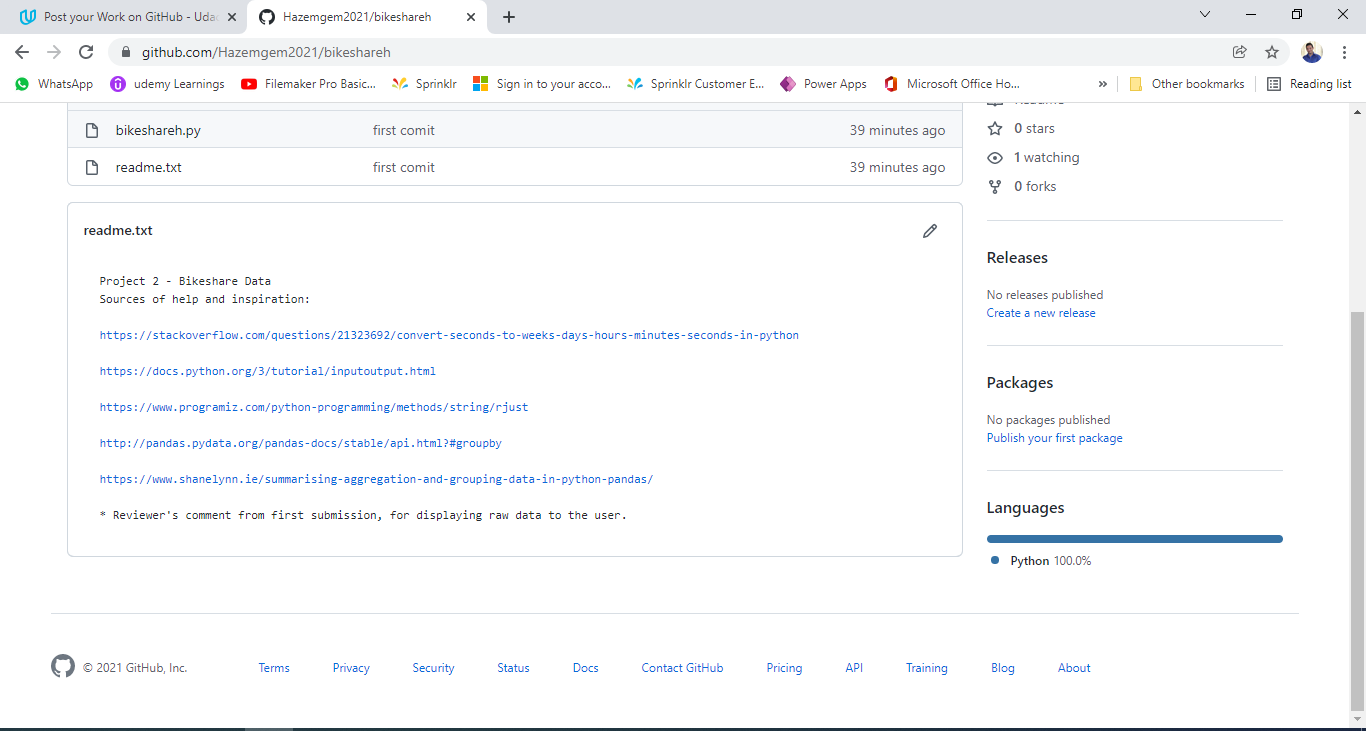 Post your Work on GitHub - Uda
Hazemgem2021/bikeshareh
github.com/Hazemgem2021/bikeshareh
WhatsApp
udemy Learnings
Filemaker Pro Basic...
Sprinklr
Sign in to your acco...
Sprinklr Customer E...
Power Apps
Microsoft Office Ho...
»
Other bookmarks
Reading list
Readme
bikeshareh.py first comit 39 minutes ago
readme.txt first comit 39 minutes ago
0 stars
1 watching
0 forks
readme.txt
Project 2 - Bikeshare Data
Sources of help and inspiration:
https://stackoverflow.com/questions/21323692/convert-seconds-to-weeks-days-hours-minutes-seconds-in-python
https://docs.python.org/3/tutorial/inputoutput.html
https://www.programiz.com/python-programming/methods/string/rjust
http://pandas.pydata.org/pandas-docs/stable/api.html?#groupby
https://www.shanelynn.ie/summarising-aggregation-and-grouping-data-in-python-pandas/
* Reviewer's comment from first submission, for displaying raw data to the user.
Releases
No releases published
Create a new release
Packages
No packages published
Publish your first package
Languages
Python 100.0%
© 2021 GitHub, Inc.
Terms
Privacy
Security
Status
Docs
Contact GitHub
Pricing
API
Training
Blog
About